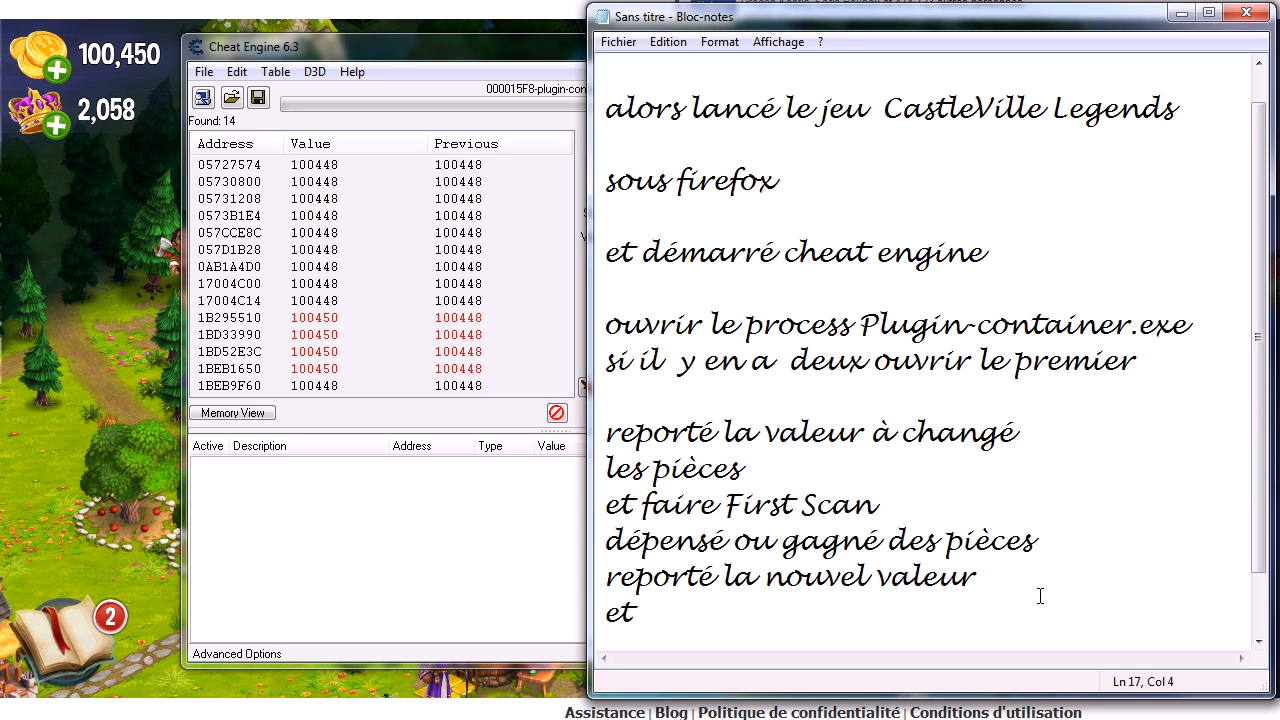 Sans titre - Bloc-notes
100,450
2,058
2
Cheat Engine 6.3
File Edit Table D3D Help
000015F8-plugin-con
Found: 14
Address Value Previous
05727574 100448 100448
05730800 100448 100448
05731208 100448 100448
0573B1E4 100448 100448
057CCE8C 100448 100448
057D1B28 100448 100448
0AB1A4D0 100448 100448
17004C00 100448 100448
17004C14 100448 100448
1B295510 100450 100448
1BD33990 100450 100448
1BD52E3C 100450 100448
1BEB1650 100450 100448
1BEB9F60 100448 100448
Memory View
Active Description Address Type Value
Advanced Options
Fichier Edition Format Affichage ?
alors lancé le jeu CastleVille Legends
sous firefox
et démarré cheat engine
ouvrir le process Plugin-container.exe
si il y en a deux ouvrir le premier
reporté la valeur à changé
les pièces
et faire First Scan
dépensé ou gagné des pièces
reporté la nouvel valeur
et
Ln 17, Col 4
Assistance | Blog | Politique de confidentialité | Conditions d'utilisation